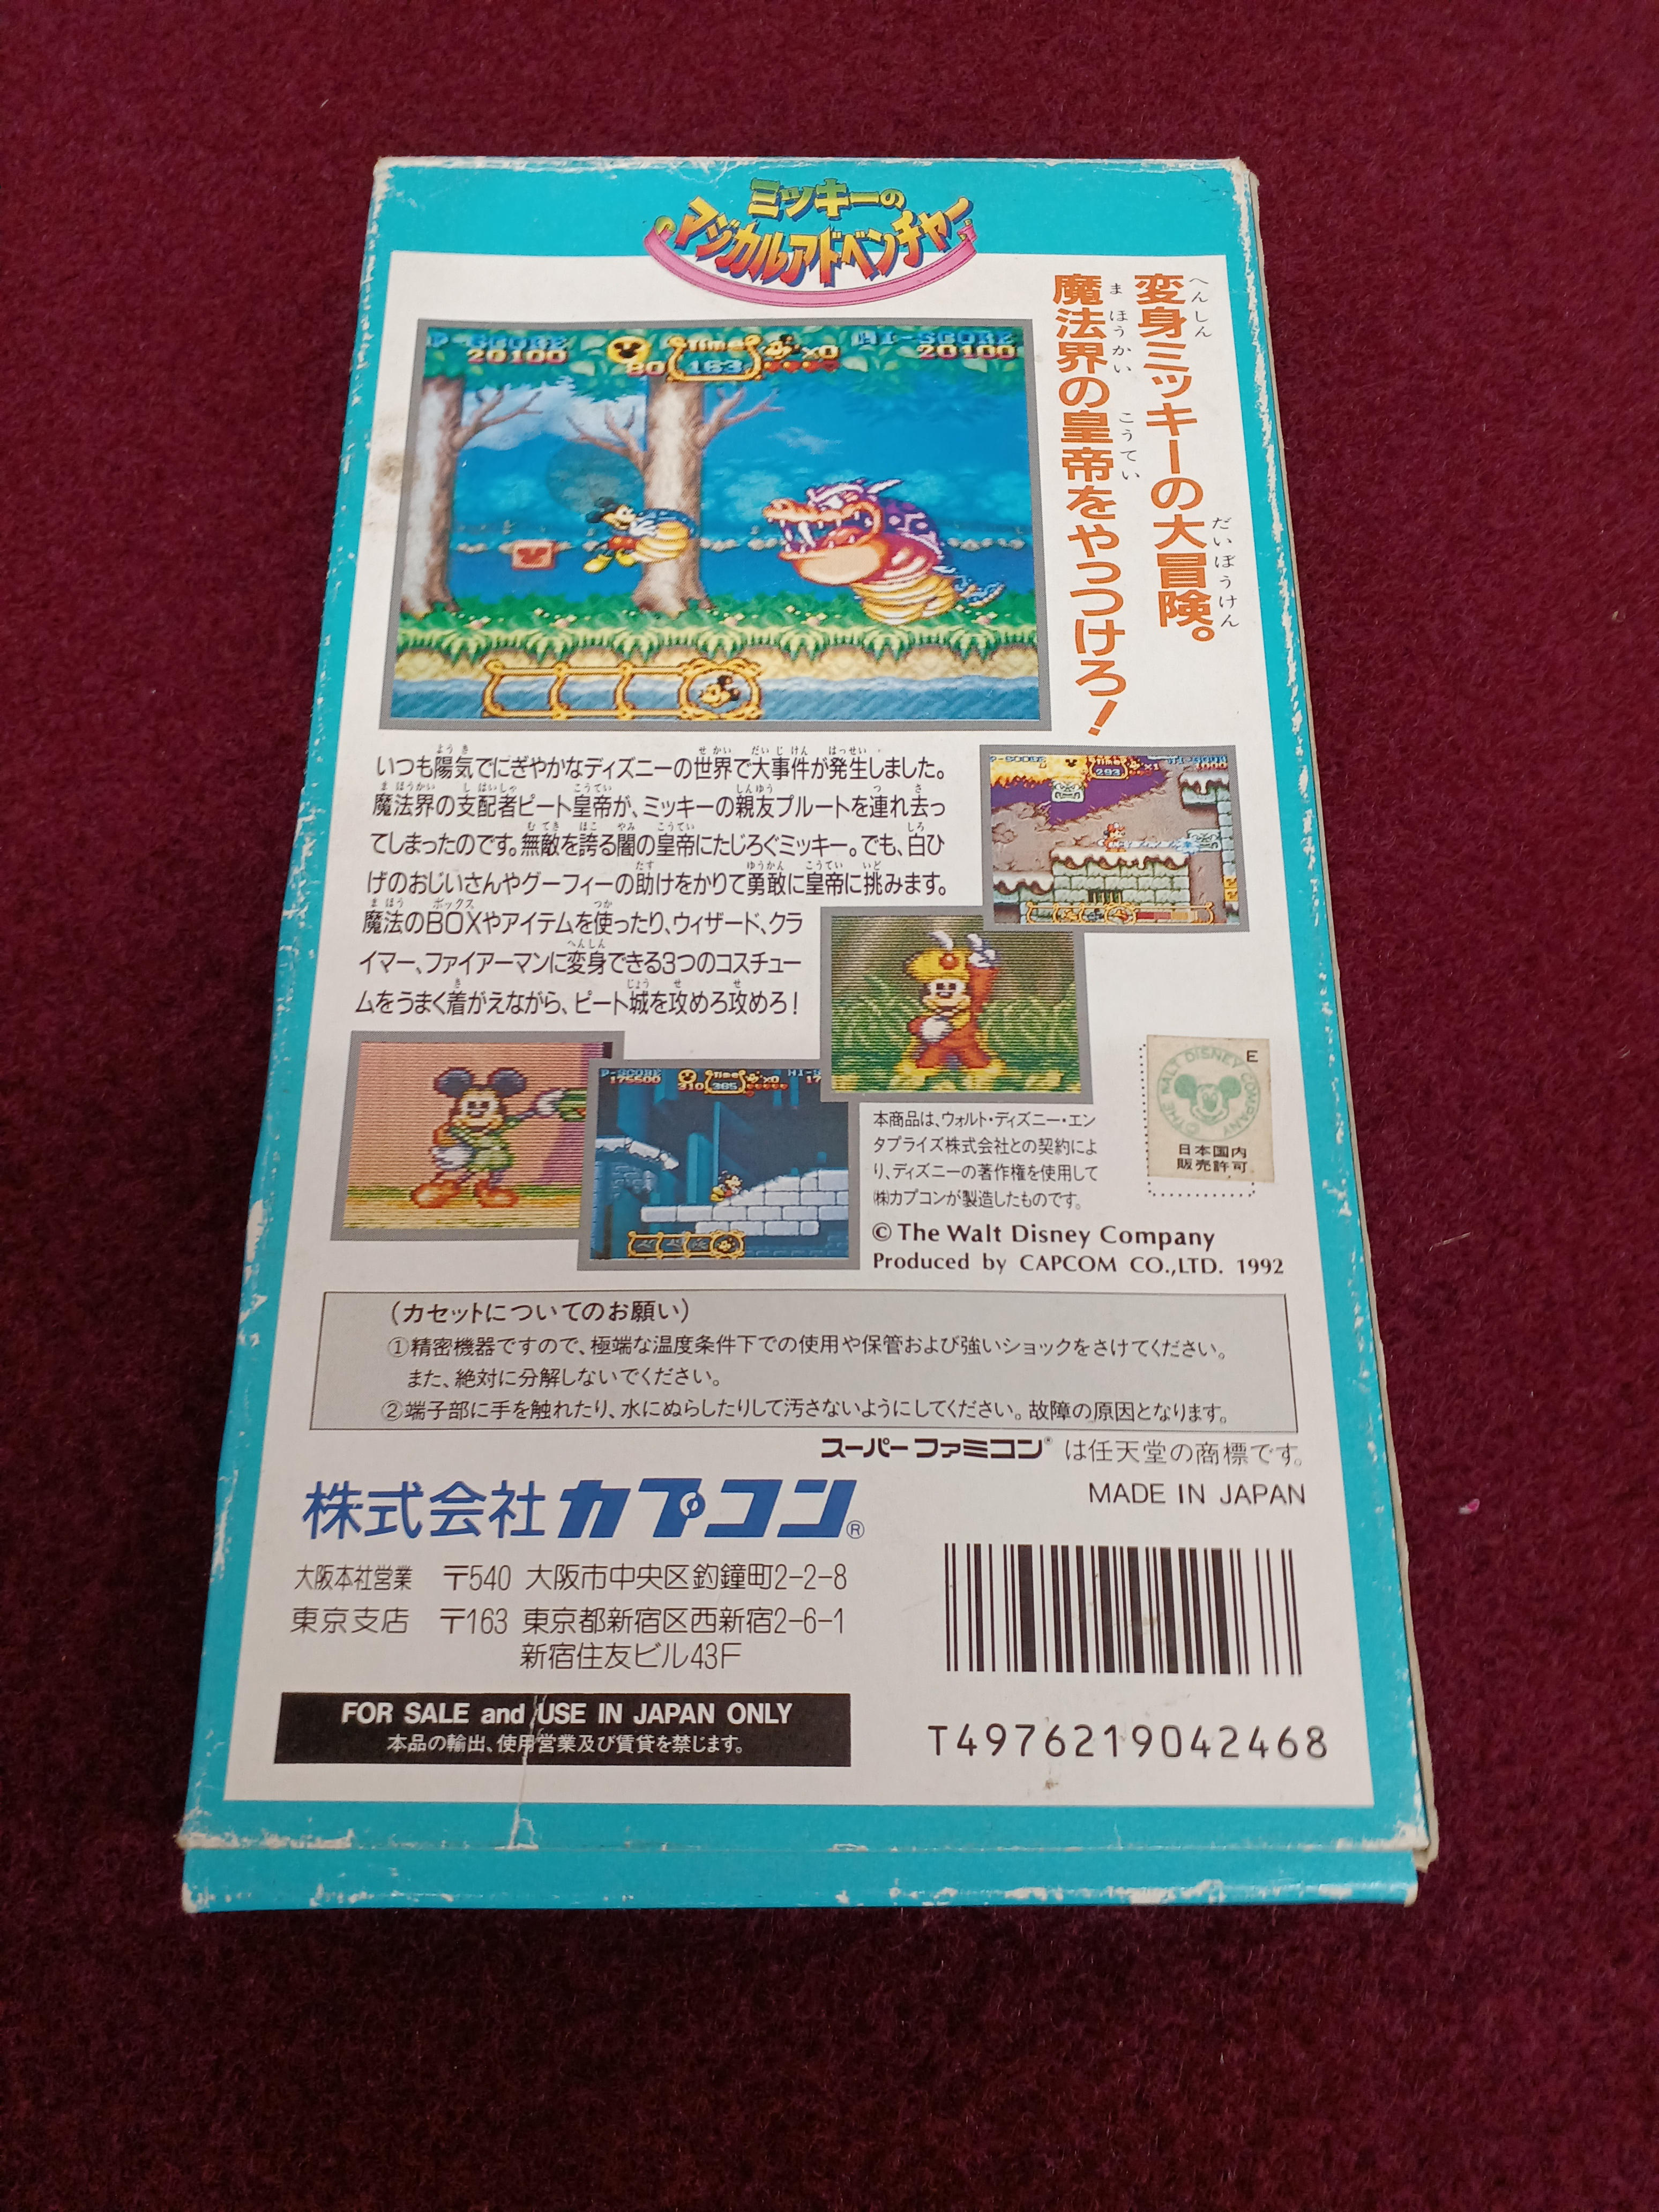 ミッキーの
マジカルアドベンチャー
変身ミッキーの大冒険。
魔法界の皇帝をやっつけろ！
P-SCORE 20100
80
Time 163
x0
HI-SCORE 20100
いつも陽気でにぎやかなディズニーの世界で大事件が発生しました。
魔法界の支配者ピート皇帝が、ミッキーの親友プルートを連れ去っ
てしまったのです。無敵を誇る闇の皇帝にたじろぐミッキー。でも、白ひ
げのおじいさんやグーフィーの助けをかりて勇敢に皇帝に挑みます。
魔法のBOXやアイテムを使ったり、ウィザード、クラ
イマー、ファイアーマンに変身できる3つのコスチュー
ムをうまく着がえながら、ピート城を攻めろ攻めろ！
P-SCORE 175500
310
Time 385
x0
本商品は、ウォルト・ディズニー・エン
タプライズ株式会社との契約によ
り、ディズニーの著作権を使用して
㈱カプコンが製造したものです。
E
©THE WALT DISNEY COMPANY
日本国内
販売許可
© The Walt Disney Company
Produced by CAPCOM CO.,LTD. 1992
(カセットについてのお願い)
①精密機器ですので、極端な温度条件下での使用や保管および強いショックをさけてください。
また、絶対に分解しないでください。
②端子部に手を触れたり、水にぬらしたりして汚さないようにしてください。故障の原因となります。
スーパーファミコン®は任天堂の商標です。
株式会社カプコン®
MADE IN JAPAN
大阪本社営業 〒540 大阪市中央区釣鐘町2-2-8
東京支店 〒163 東京都新宿区西新宿2-6-1
新宿住友ビル43F
FOR SALE and USE IN JAPAN ONLY
本品の輸出、使用営業及び賃貸を禁じます。
T4976219042468